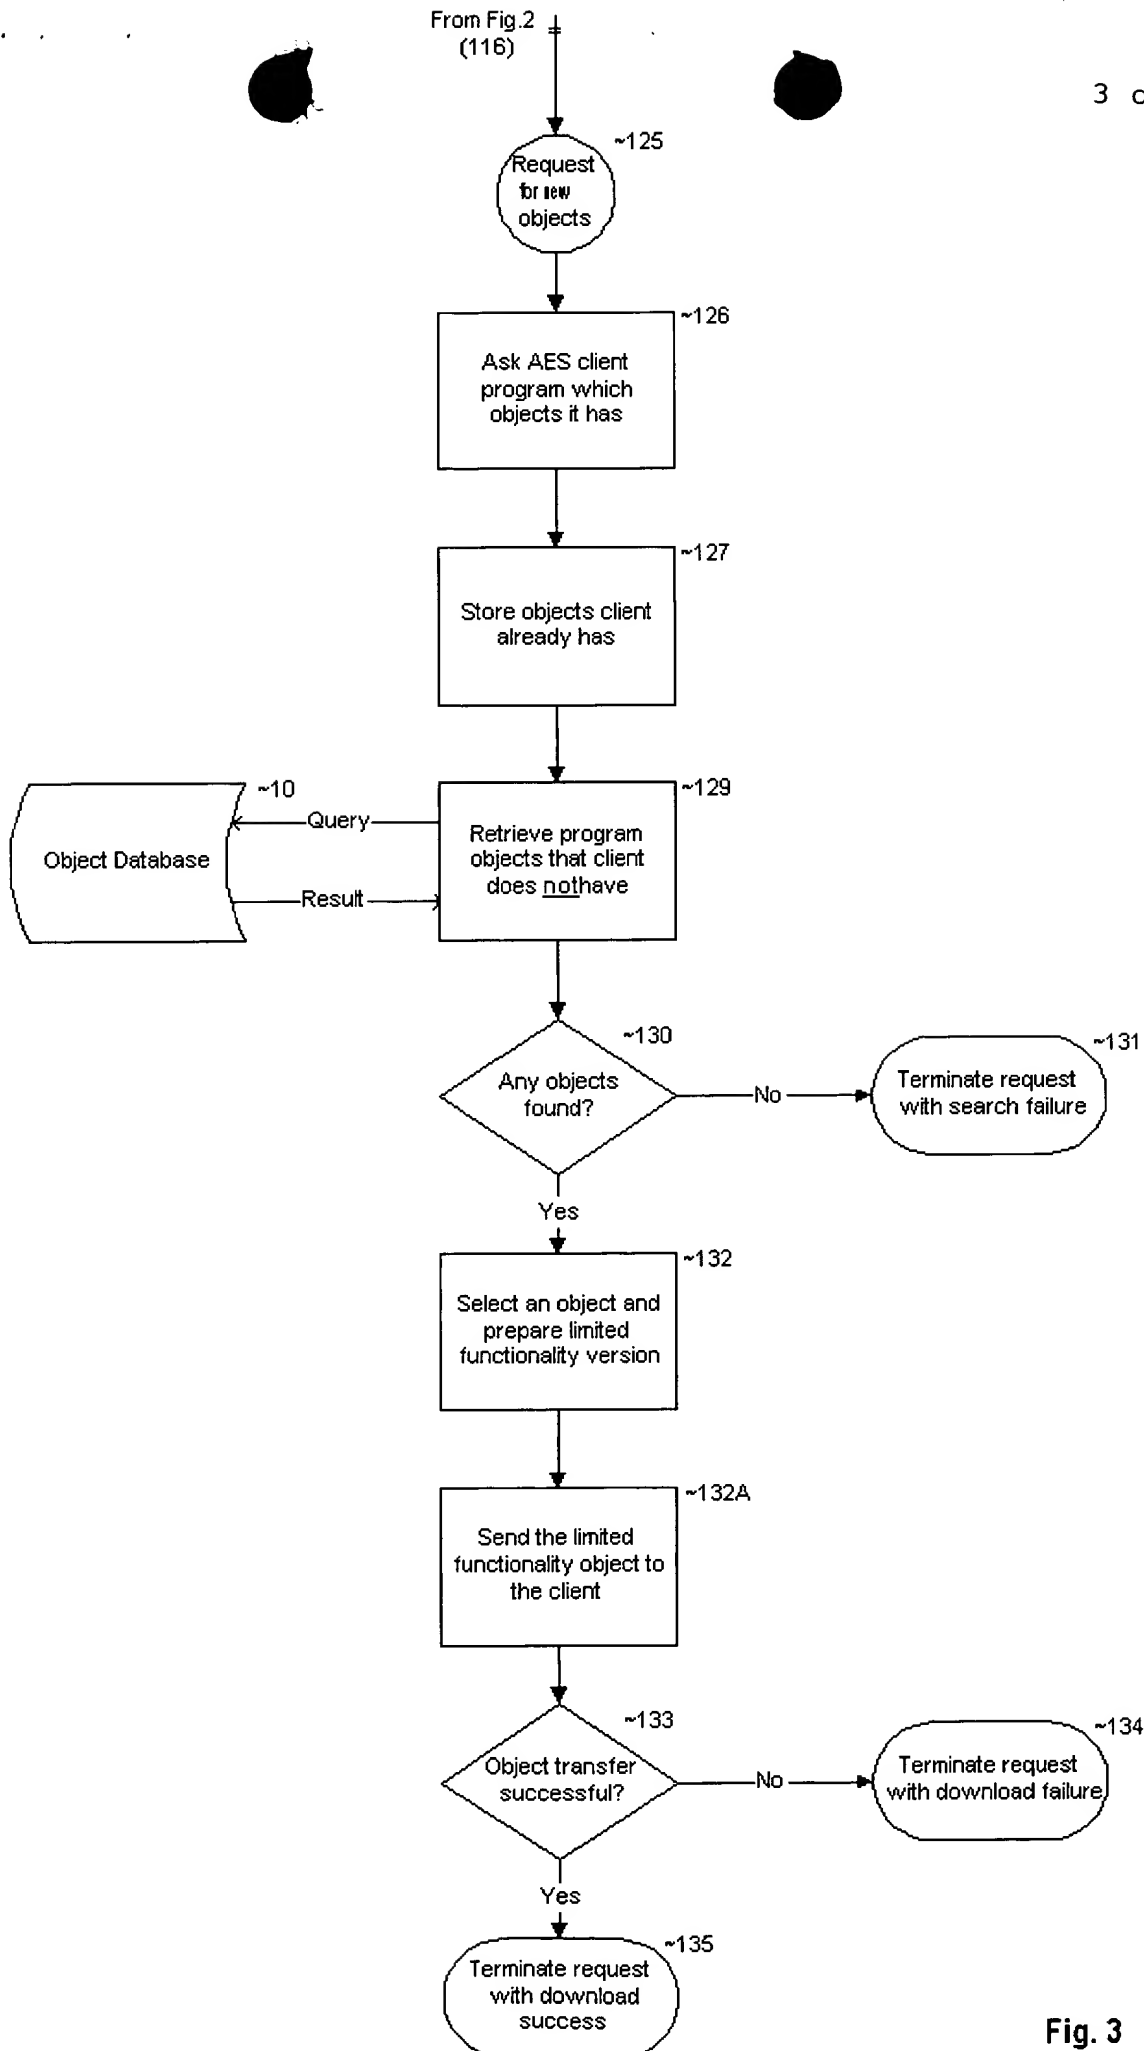 From Fig.2
(116)
3 o
~125
Request
for new
objects
~126
Ask AES client
program which
objects it has
~127
Store objects client
already has
~10
Object Database
Query
Result
~129
Retrieve program
objects that client
does nothave
~130
Any objects
found?
No
~131
Terminate request
with search failure
Yes
~132
Select an object and
prepare limited
functionality version
~132A
Send the limited
functionality object to
the client
~133
Object transfer
successful?
No
~134
Terminate request
with download failure
Yes
~135
Terminate request
with download
success
Fig. 3